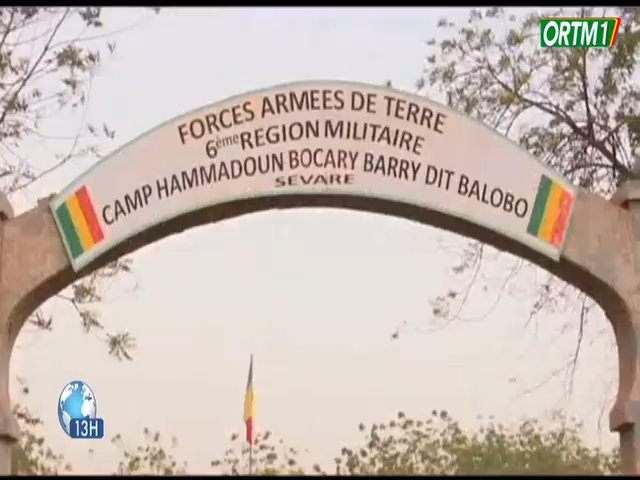 ORTM1
FORCES ARMEES DE TERRE
6ème REGION MILITAIRE
CAMP HAMMADOUN BOCARY BARRY DIT BALOBO
SEVARE
13H